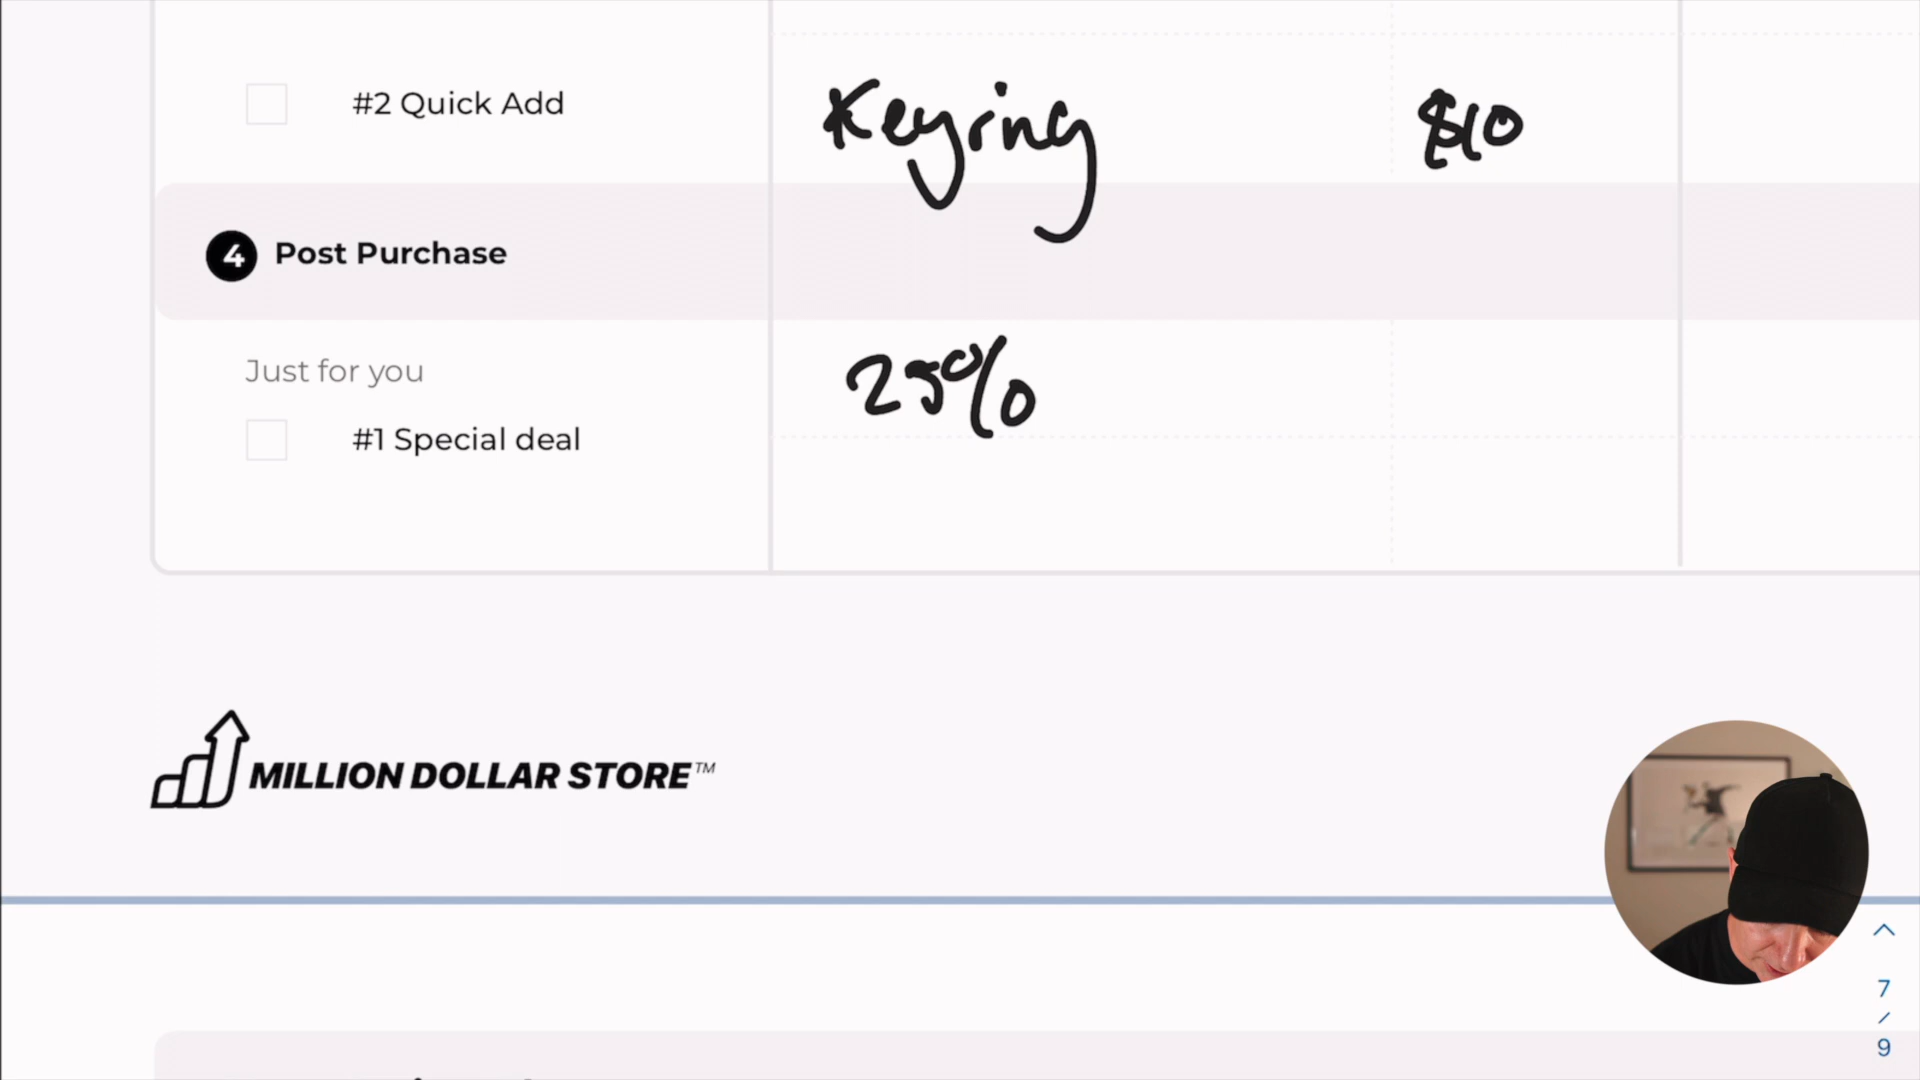 #2 Quick Add Keyring $10
4 Post Purchase
Just for you 25%
#1 Special deal
MILLION DOLLAR STORE™
7
/
9